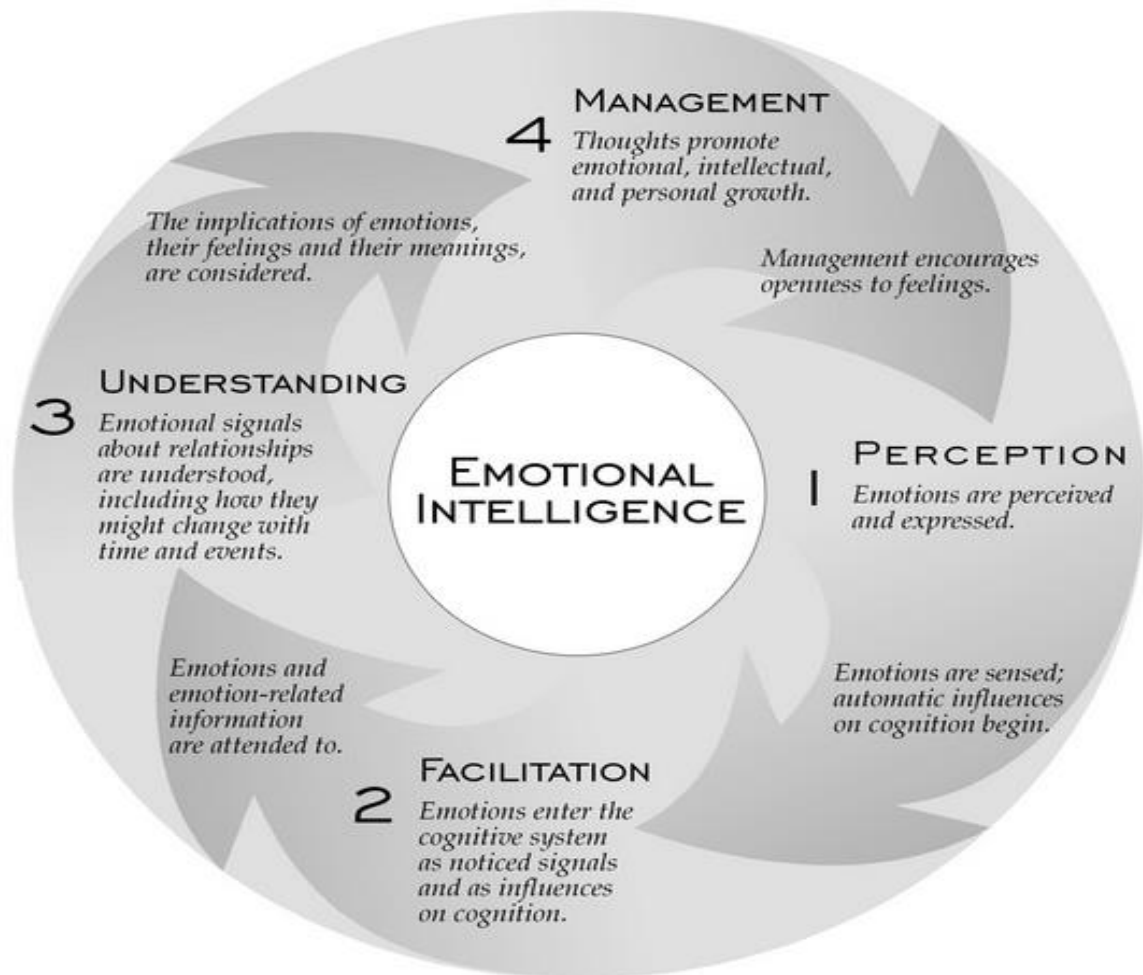 EMOTIONAL
INTELLIGENCE
1
PERCEPTION
Emotions are perceived
and expressed.
Emotions are sensed;
automatic influences
on cognition begin.
2
FACILITATION
Emotions enter the
cognitive system
as noticed signals
and as influences
on cognition.
Emotions and
emotion-related
information
are attended to.
3
UNDERSTANDING
Emotional signals
about relationships
are understood,
including how they
might change with
time and events.
The implications of emotions,
their feelings and their meanings,
are considered.
4
MANAGEMENT
Thoughts promote
emotional, intellectual,
and personal growth.
Management encourages
openness to feelings.